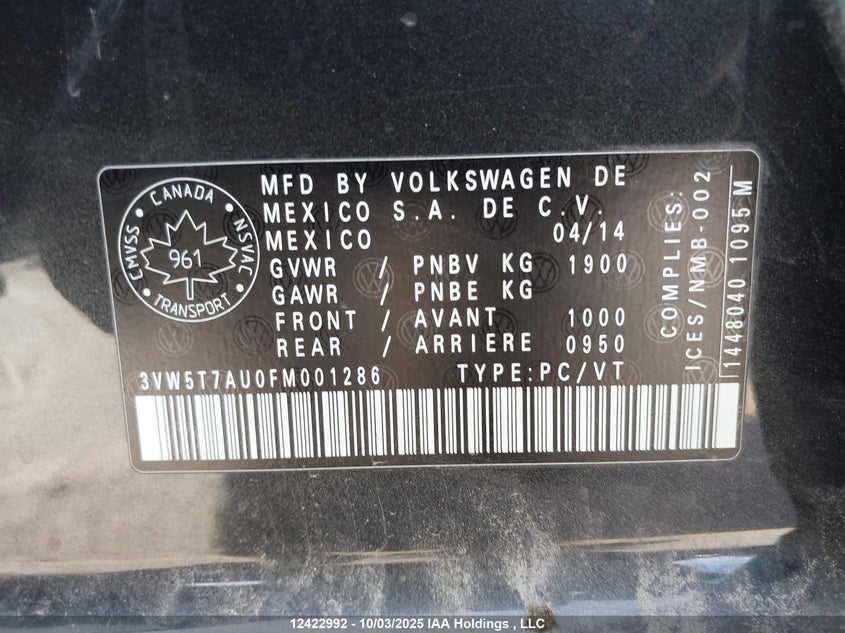 CANADA
CMVSS
NSVAC
961
TRANSPORT
MFD BY VOLKSWAGEN DE
MEXICO S.A. DE C.V.
MEXICO 04/14
GVWR / PNBV KG 1900
GAWR / PNBE KG
FRONT / AVANT 1000
REAR / ARRIERE 0950
3VW5T7AU0FM001286 TYPE:PC/VT
COMPLIES:
ICES/NMB-002
1448040 1095 M
12422992 - 10/03/2025 IAA Holdings , LLC